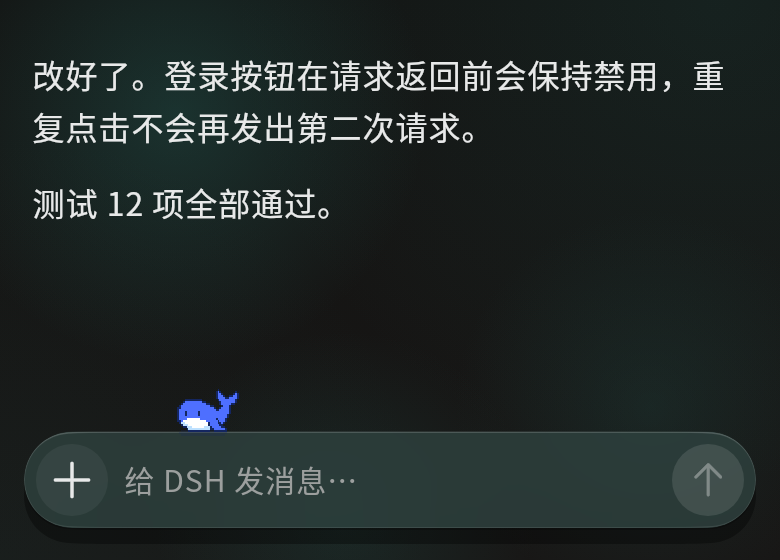 改好了。登录按钮在请求返回前会保持禁用，重
复点击不会再发出第二次请求。
测试 12 项全部通过。
给 DSH 发消息…